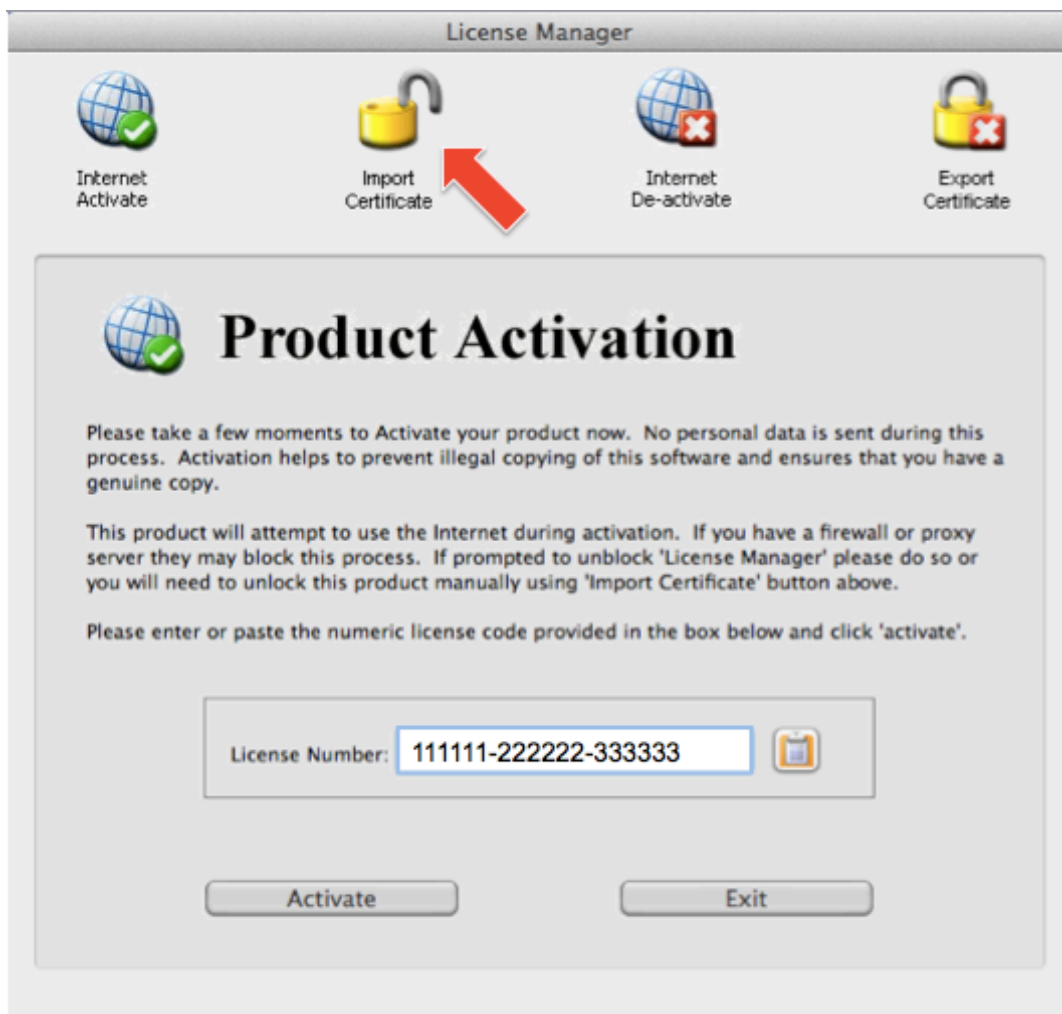 License Manager
Internet
Activate
Import
Certificate
Internet
De-activate
Export
Certificate
Product Activation
Please take a few moments to Activate your product now.  No personal data is sent during this
process.  Activation helps to prevent illegal copying of this software and ensures that you have a
genuine copy.
This product will attempt to use the Internet during activation.  If you have a firewall or proxy
server they may block this process.  If prompted to unblock 'License Manager' please do so or
you will need to unlock this product manually using 'Import Certificate' button above.
Please enter or paste the numeric license code provided in the box below and click 'activate'.
License Number: 111111-222222-333333
Activate
Exit